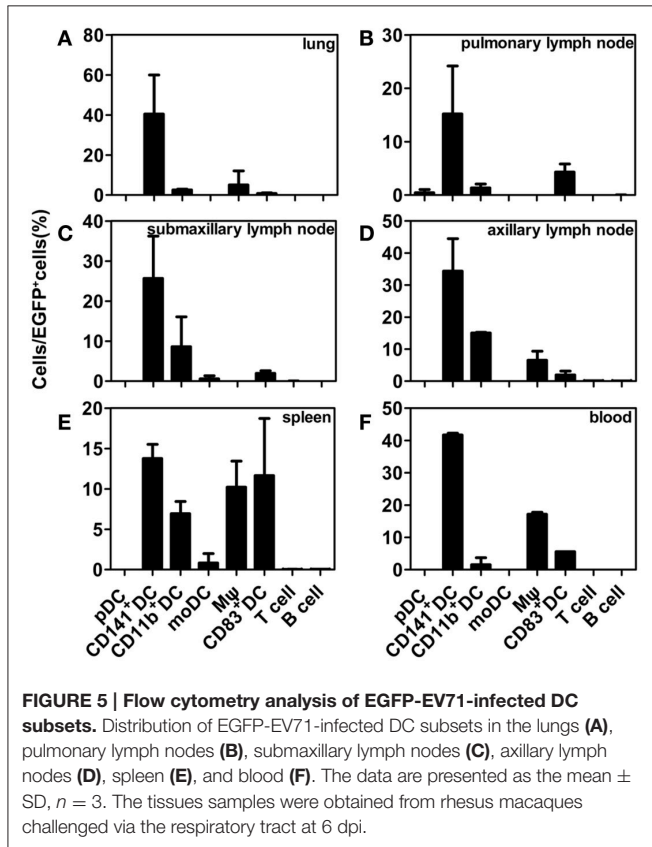 A
lung
80
60
40
20
0
B
pulmonary lymph node
30
20
10
0
Cells/EGFP⁺cells(%)
C
submaxillary lymph node
40
30
20
10
0
D
axillary lymph node
50
40
30
20
10
0
E
spleen
20
15
10
5
0
F
blood
50
40
30
20
10
0
pDC
CD141⁺DC
CD11b⁺DC
moDC
Mψ
CD83⁺DC
T cell
B cell
pDC
CD141⁺DC
CD11b⁺DC
moDC
Mψ
CD83⁺DC
T cell
B cell
FIGURE 5 | Flow cytometry analysis of EGFP-EV71-infected DC
subsets. Distribution of EGFP-EV71-infected DC subsets in the lungs (A),
pulmonary lymph nodes (B), submaxillary lymph nodes (C), axillary lymph
nodes (D), spleen (E), and blood (F). The data are presented as the mean ±
SD, n = 3. The tissues samples were obtained from rhesus macaques
challenged via the respiratory tract at 6 dpi.